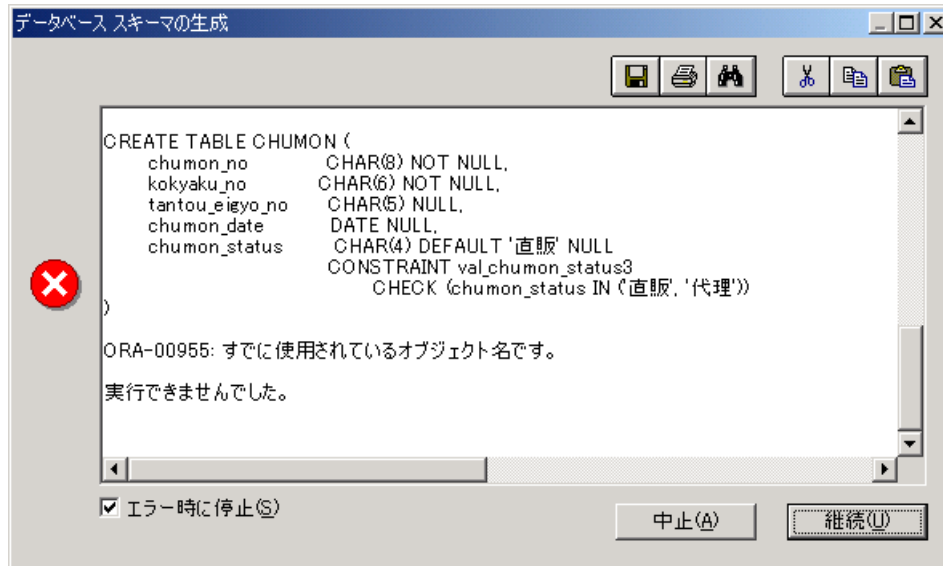 データベース スキーマの生成
CREATE TABLE CHUMON (
chumon_no CHAR(8) NOT NULL,
kokyaku_no CHAR(6) NOT NULL,
tantou_eigyo_no CHAR(5) NULL,
chumon_date DATE NULL,
chumon_status CHAR(4) DEFAULT '直販' NULL
CONSTRAINT val_chumon_status3
CHECK (chumon_status IN ('直販', '代理'))
)
ORA-00955: すでに使用されているオブジェクト名です。
実行できませんでした。
エラー時に停止(S)
中止(A)
継続(U)